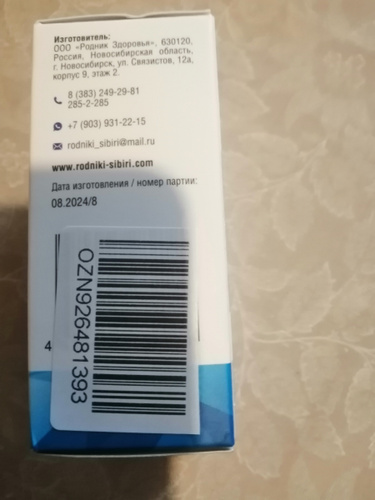 Изготовитель:
ООО «Родник Здоровья», 630120,
Россия, Новосибирская область,
г. Новосибирск, ул. Связистов, 12а,
корпус 9, этаж 2.
8 (383) 249-29-81
285-2-285
+7 (903) 931-22-15
rodniki_sibiri@mail.ru
www.rodniki-sibiri.com
Дата изготовления / номер партии:
08.2024/8
4
OZN926481393